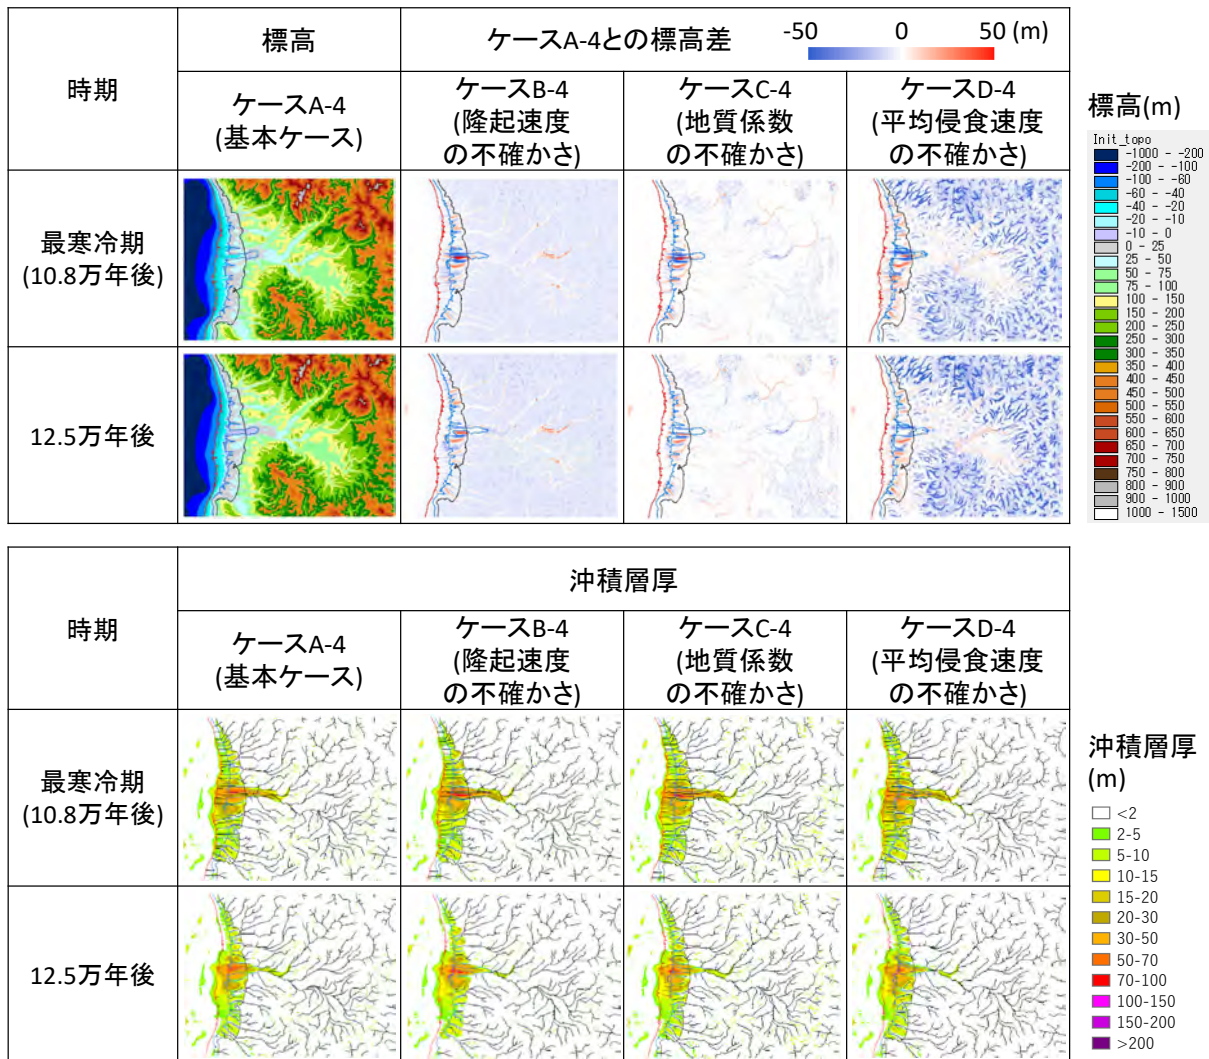 時期
標高
ケースA-4との標高差
-50
0
50 (m)
ケースA-4
(基本ケース)
ケースB-4
(隆起速度
の不確かさ)
ケースC-4
(地質係数
の不確かさ)
ケースD-4
(平均侵食速度
の不確かさ)
最寒冷期
(10.8万年後)
12.5万年後
標高(m)
Init_topo
-1000 - -200
-200 - -100
-100 - -60
-60 - -40
-40 - -20
-20 - -10
-10 - 0
0 - 25
25 - 50
50 - 75
75 - 100
100 - 150
150 - 200
200 - 250
250 - 300
300 - 350
350 - 400
400 - 450
450 - 500
500 - 550
550 - 600
600 - 650
650 - 700
700 - 750
750 - 800
800 - 900
900 - 1000
1000 - 1500
時期
沖積層厚
ケースA-4
(基本ケース)
ケースB-4
(隆起速度
の不確かさ)
ケースC-4
(地質係数
の不確かさ)
ケースD-4
(平均侵食速度
の不確かさ)
最寒冷期
(10.8万年後)
12.5万年後
沖積層厚
(m)
<2
2-5
5-10
10-15
15-20
20-30
30-50
50-70
70-100
100-150
150-200
>200